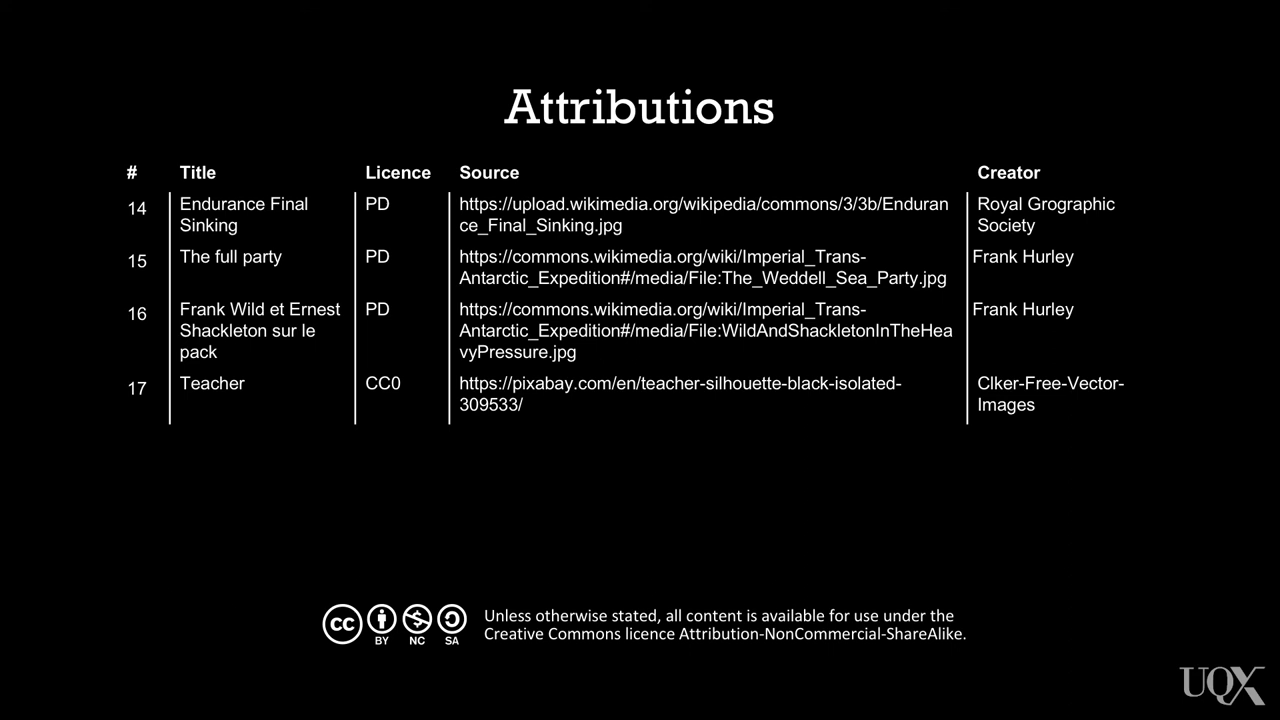 Attributions
# Title Licence Source Creator
14 Endurance Final PD https://upload.wikimedia.org/wikipedia/commons/3/3b/Enduran Royal Grographic
Sinking ce_Final_Sinking.jpg Society
15 The full party PD https://commons.wikimedia.org/wiki/Imperial_Trans- Frank Hurley
Antarctic_Expedition#/media/File:The_Weddell_Sea_Party.jpg
16 Frank Wild et Ernest PD https://commons.wikimedia.org/wiki/Imperial_Trans- Frank Hurley
Shackleton sur le Antarctic_Expedition#/media/File:WildAndShackletonInTheHea
pack vyPressure.jpg
17 Teacher CC0 https://pixabay.com/en/teacher-silhouette-black-isolated- Clker-Free-Vector-
309533/ Images
cc BY NC SA
Unless otherwise stated, all content is available for use under the
Creative Commons licence Attribution-NonCommercial-ShareAlike.
UQX